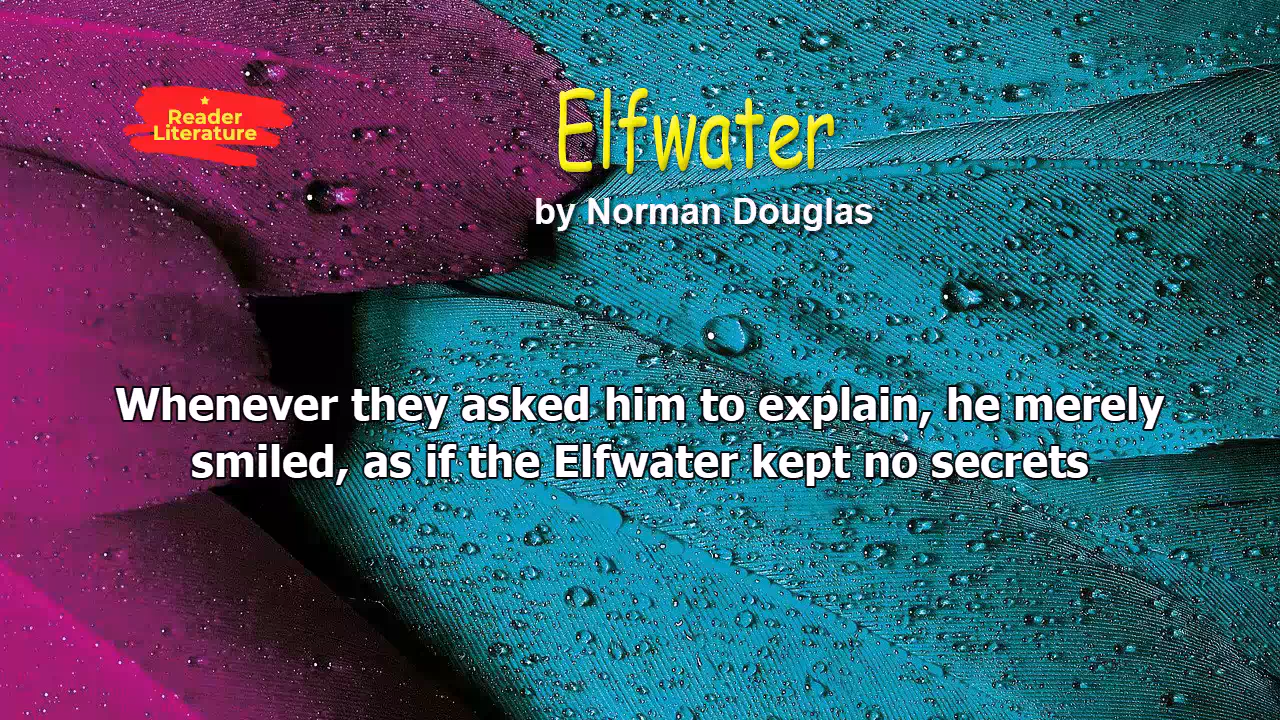 Reader
Literature
Elfwater
by Norman Douglas
Whenever they asked him to explain, he merely
smiled, as if the Elfwater kept no secrets